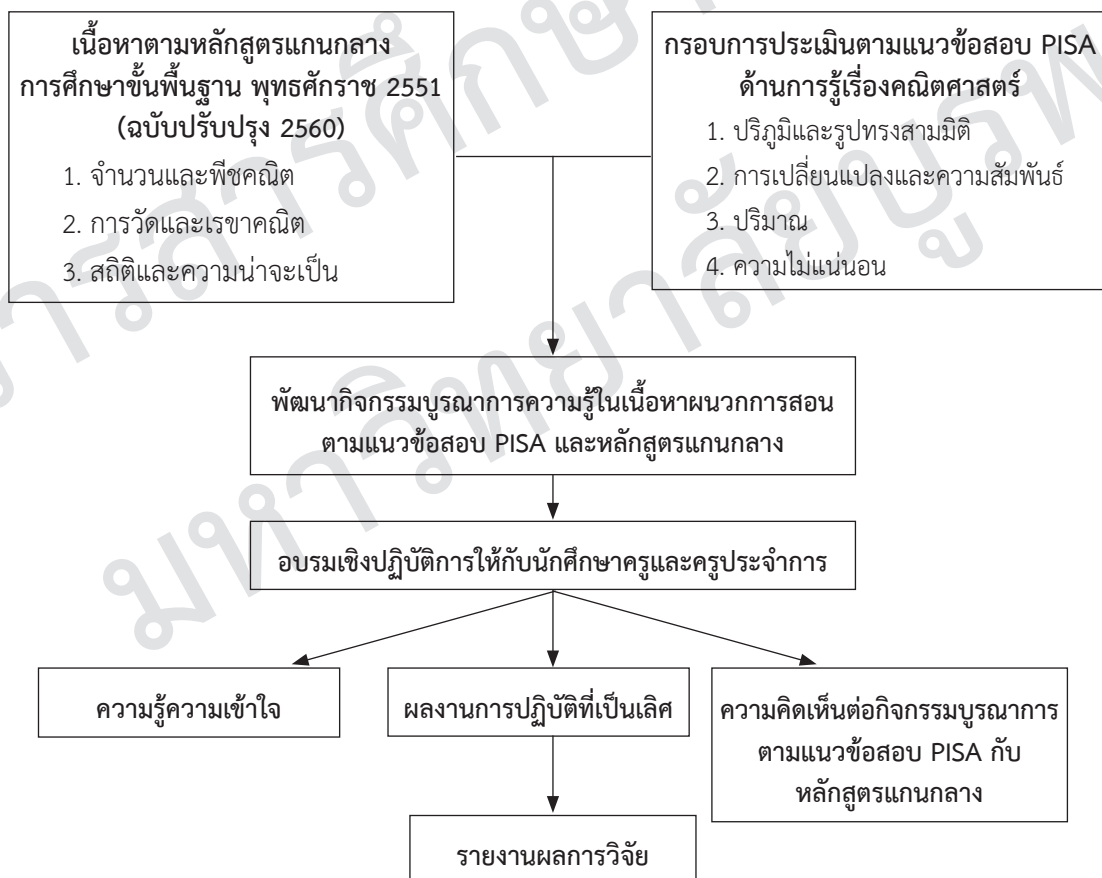 เนื้อหาตามหลักสูตรแกนกลาง
การศึกษาขั้นพื้นฐาน พุทธศักราช 2551
(ฉบับปรับปรุง 2560)
1. จำนวนและพีชคณิต
2. การวัดและเรขาคณิต
3. สถิติและความน่าจะเป็น
กรอบการประเมินตามแนวข้อสอบ PISA
ด้านการรู้เรื่องคณิตศาสตร์
1. ปริภูมิและรูปทรงสามมิติ
2. การเปลี่ยนแปลงและความสัมพันธ์
3. ปริมาณ
4. ความไม่แน่นอน
พัฒนากิจกรรมบูรณาการความรู้ในเนื้อหาผนวกการสอน
ตามแนวข้อสอบ PISA และหลักสูตรแกนกลาง
อบรมเชิงปฏิบัติการให้กับนักศึกษาครูและครูประจำการ
ความรู้ความเข้าใจ
ผลงานการปฏิบัติที่เป็นเลิศ
ความคิดเห็นต่อกิจกรรมบูรณาการ
ตามแนวข้อสอบ PISA กับ
หลักสูตรแกนกลาง
รายงานผลการวิจัย